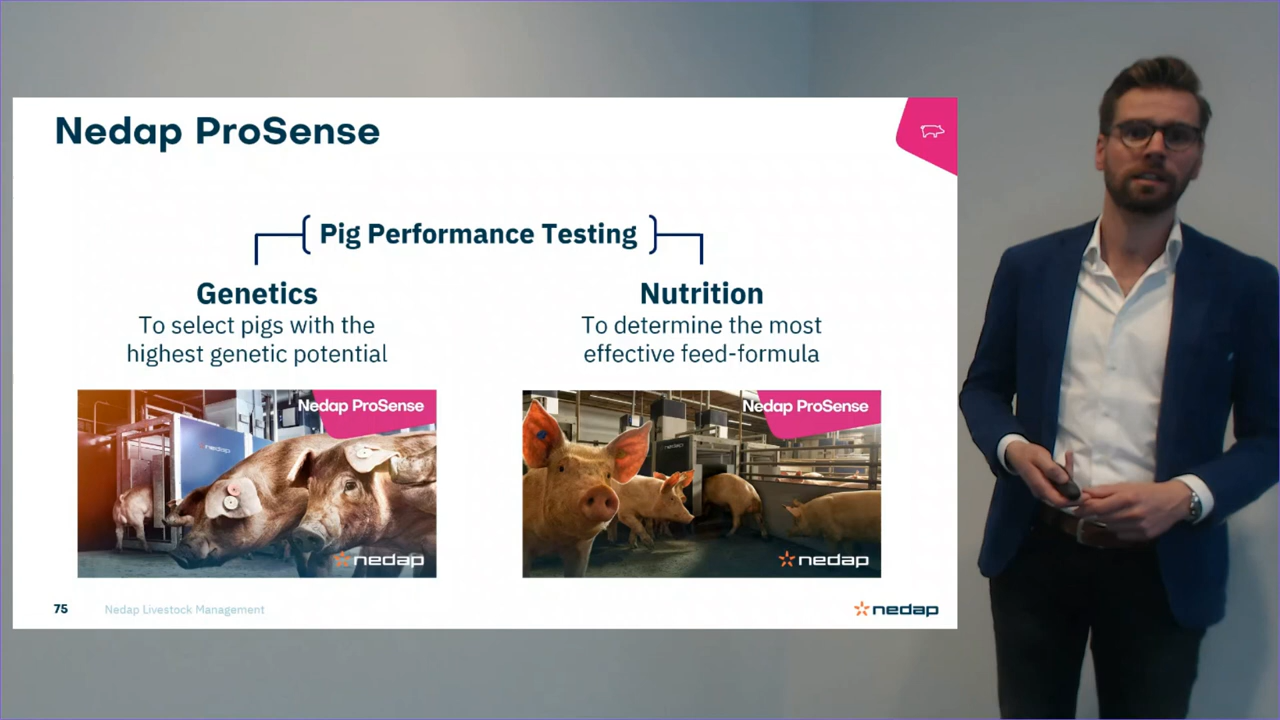 Nedap ProSense
Pig Performance Testing
Genetics
To select pigs with the
highest genetic potential
Nutrition
To determine the most
effective feed-formula
Nedap ProSense
nedap
nedap
Nedap ProSense
nedap
75
Nedap Livestock Management
nedap